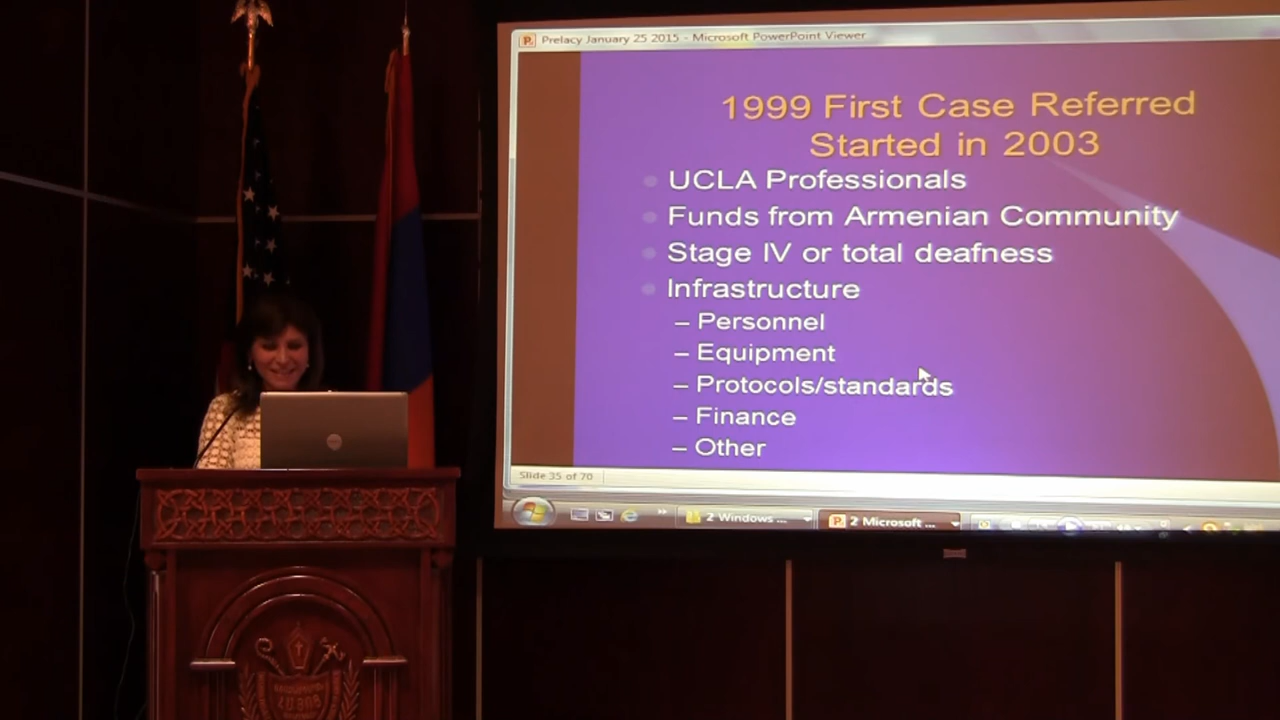 Prelacy January 25 2015 - Microsoft PowerPoint Viewer
1999 First Case Referred
Started in 2003
UCLA Professionals
Funds from Armenian Community
Stage IV or total deafness
Infrastructure
– Personnel
– Equipment
– Protocols/standards
– Finance
– Other
Slide 35 of 70
2 Windows ...
2 Microsoft ...